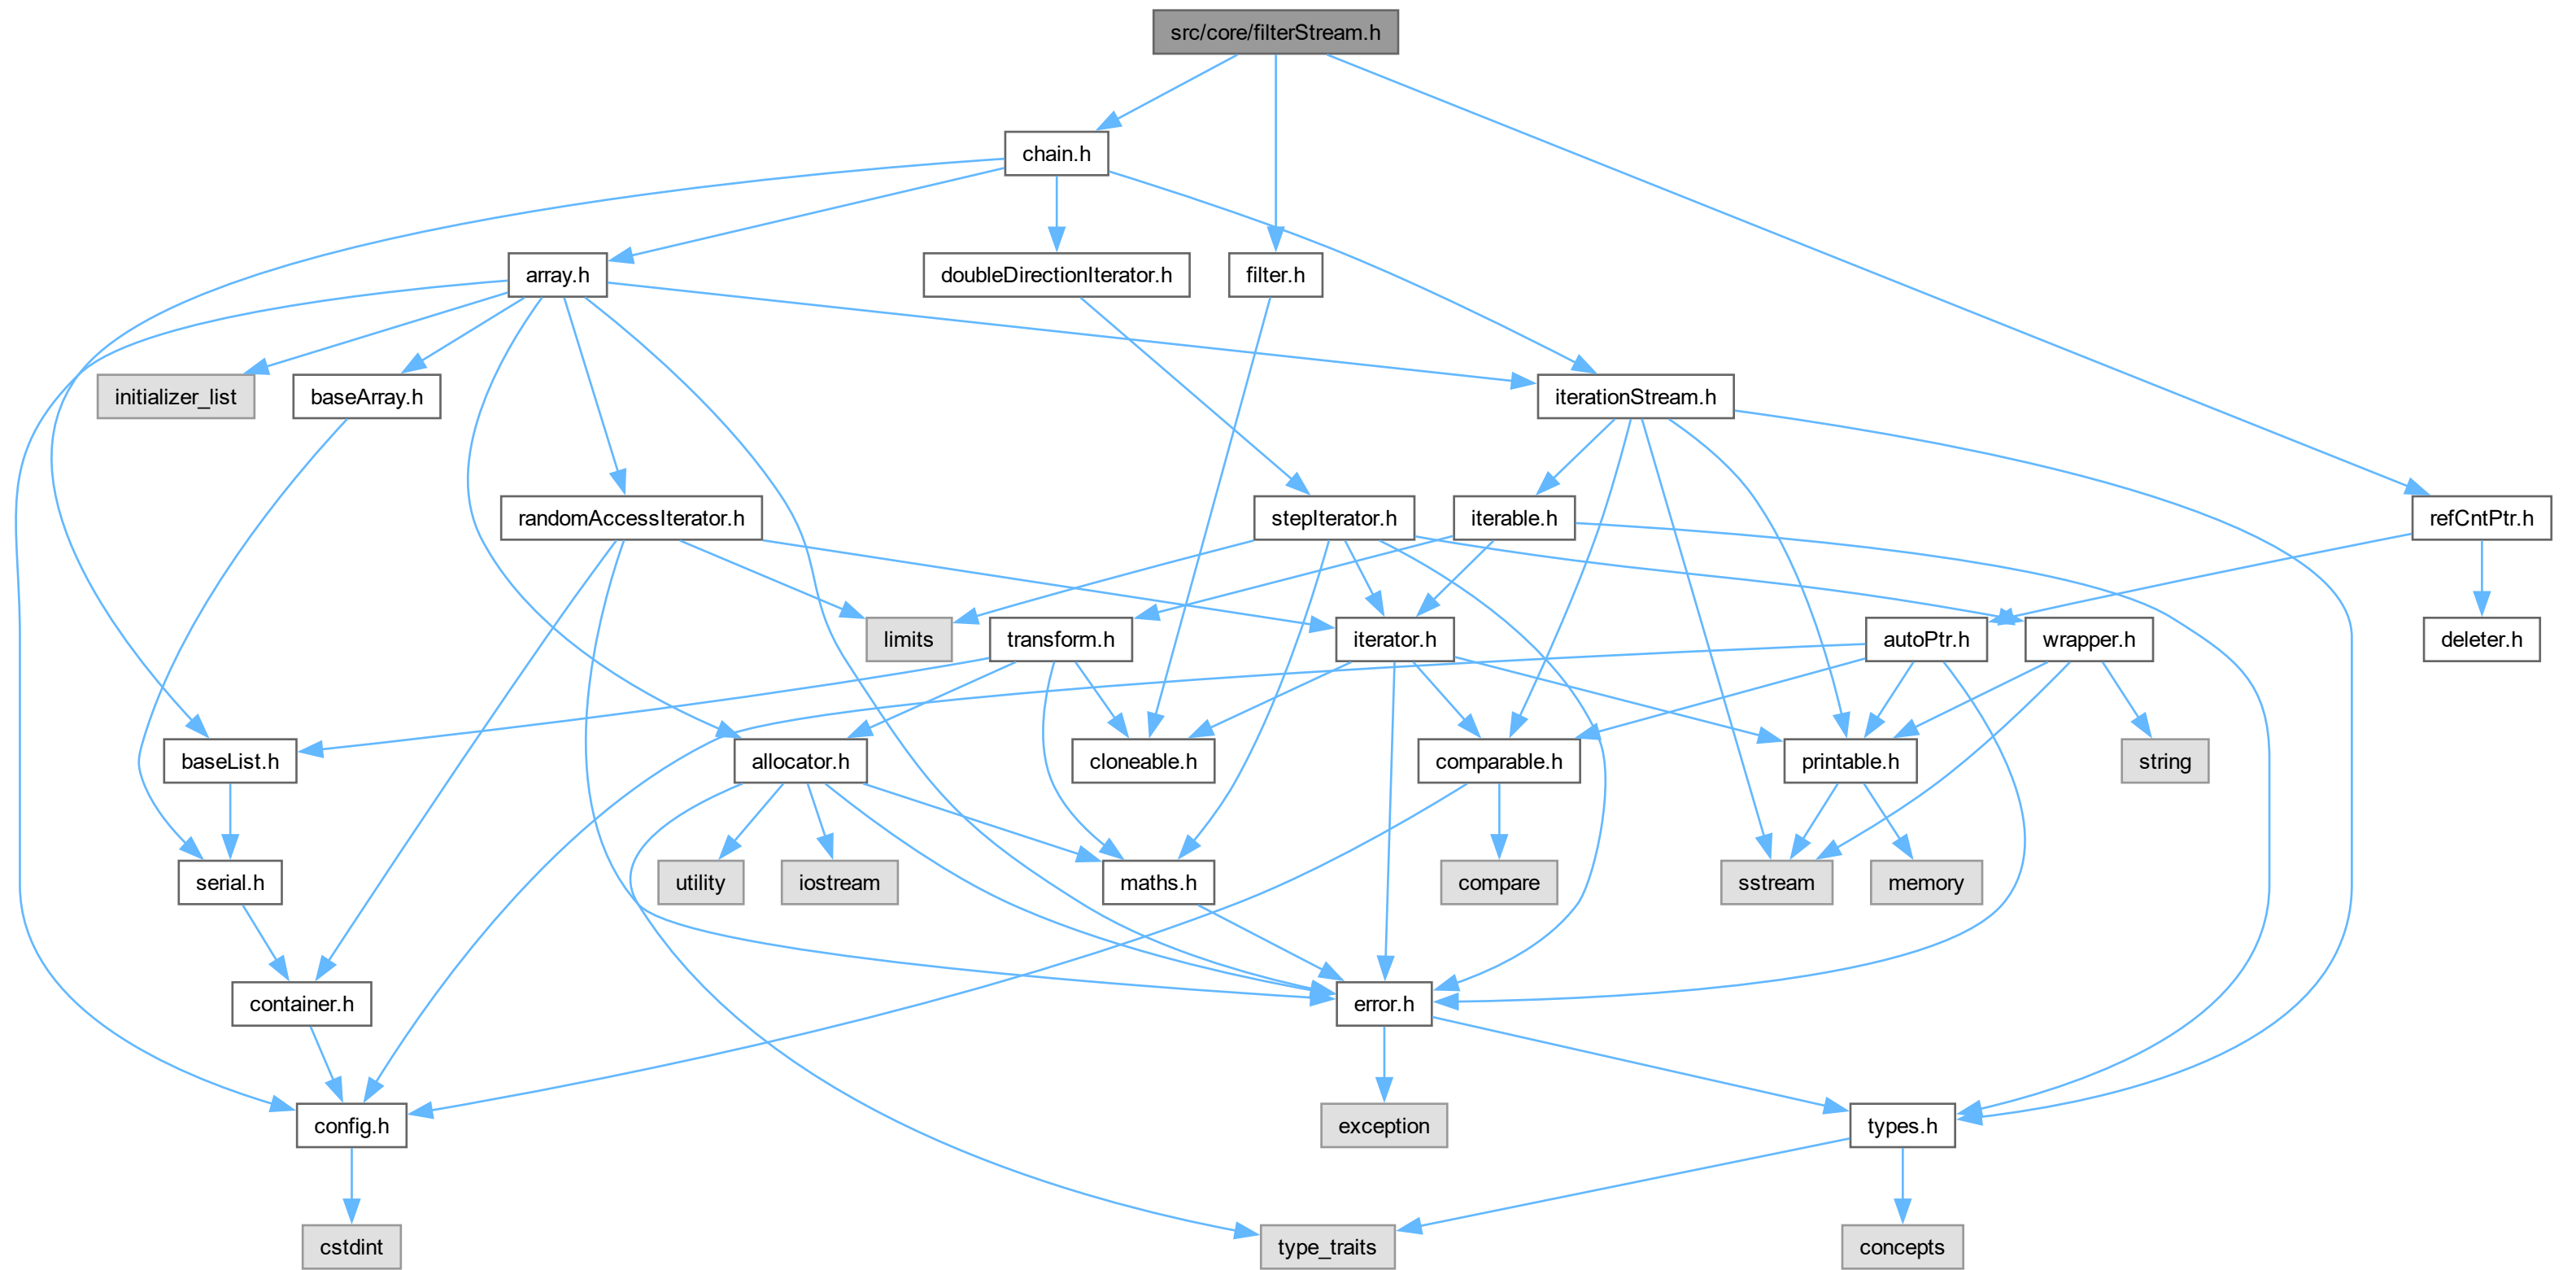 src/core/filterStream.h
chain.h
array.h
doubleDirectionIterator.h
filter.h
initializer_list
baseArray.h
iterationStream.h
randomAccessIterator.h
stepIterator.h
iterable.h
refCntPtr.h
limits
transform.h
iterator.h
autoPtr.h
wrapper.h
deleter.h
baseList.h
allocator.h
cloneable.h
comparable.h
printable.h
string
serial.h
utility
iostream
maths.h
compare
sstream
memory
container.h
error.h
config.h
exception
types.h
cstdint
type_traits
concepts